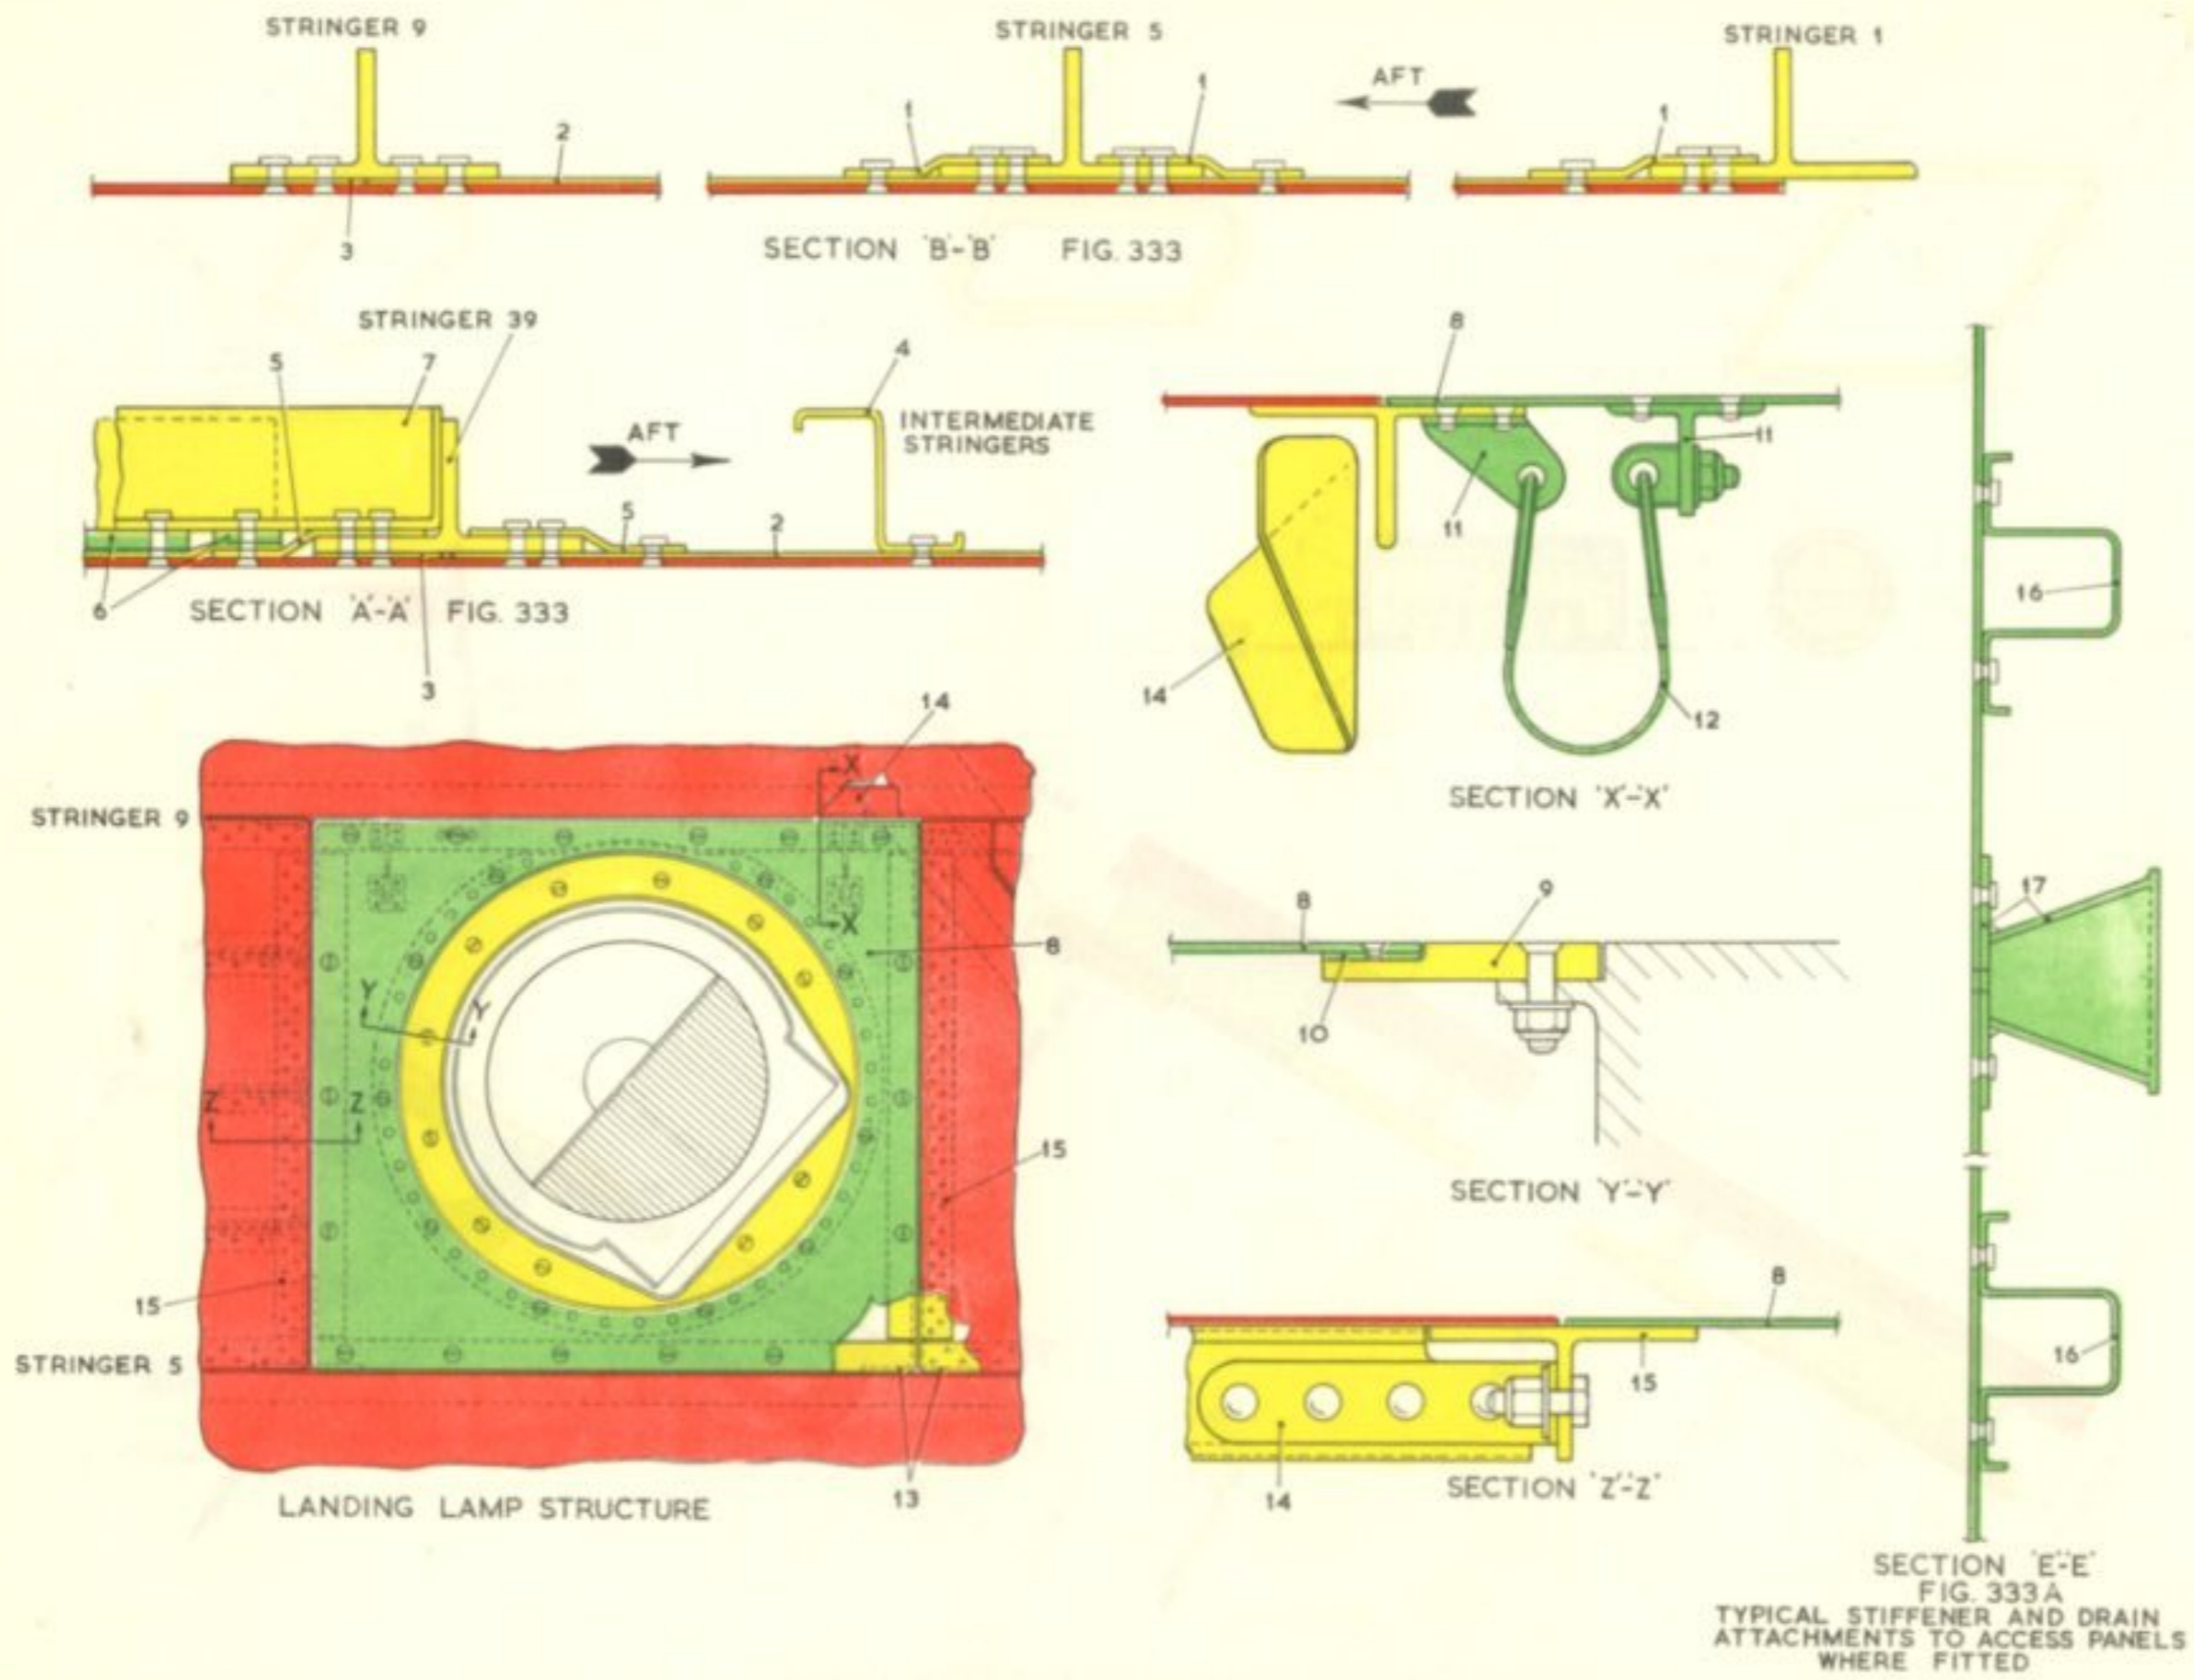 STRINGER 9
STRINGER 5
STRINGER 1
AFT
1
1
1
2
3
SECTION 'B'-'B' FIG. 333
STRINGER 39
5
7
4
AFT
INTERMEDIATE
STRINGERS
5
2
6
SECTION 'A'-'A' FIG. 333
3
8
11
11
14
12
SECTION 'X'-'X'
16
17
16
14
X
STRINGER 9
X
8
Y
Y
Z
Z
15
15
STRINGER 5
13
LANDING LAMP STRUCTURE
8
9
10
SECTION 'Y'-'Y'
8
15
14
SECTION 'Z'-'Z'
SECTION 'E'-'E'
FIG. 333A
TYPICAL STIFFENER AND DRAIN
ATTACHMENTS TO ACCESS PANELS
WHERE FITTED